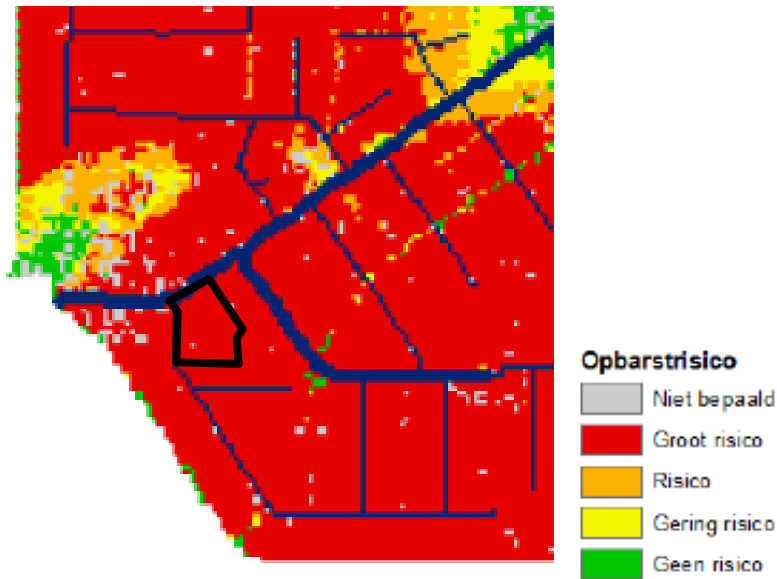 Opbarstrisico
Niet bepaald
Groot risico
Risico
Gering risico
Geen risico